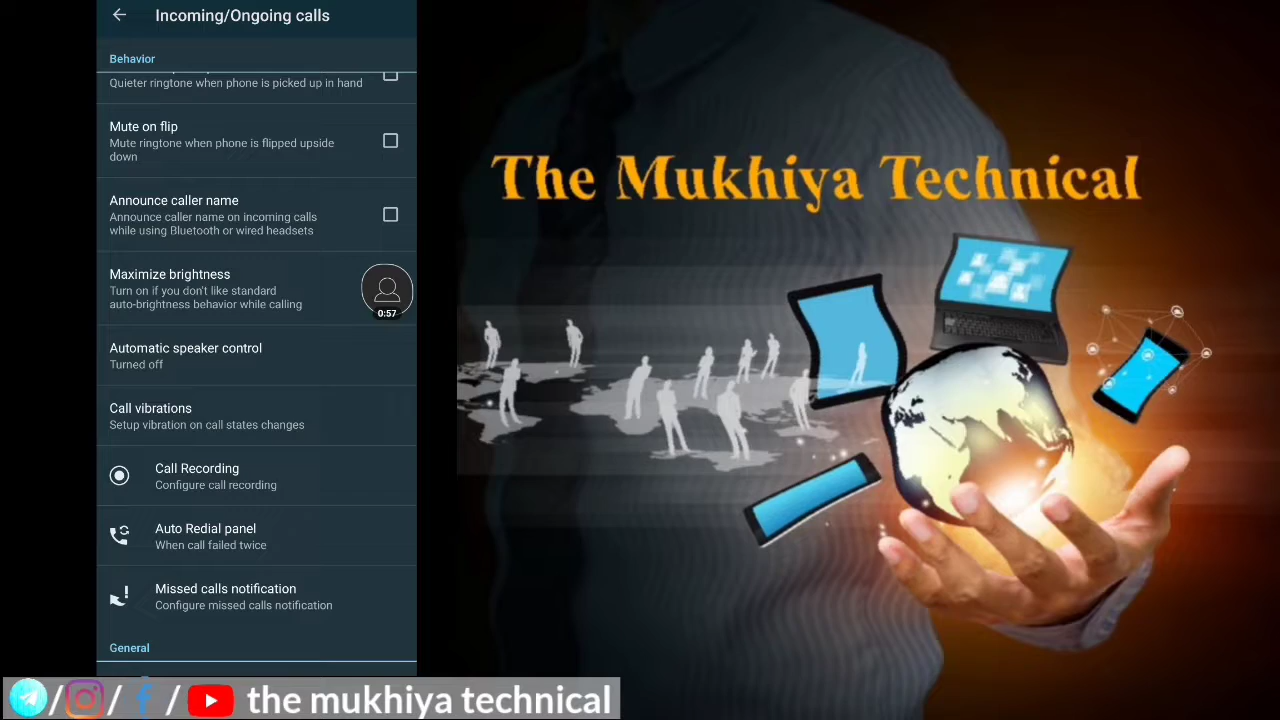 Incoming/Ongoing calls
Behavior
Quieter ringtone when phone is picked up in hand
Mute on flip
Mute ringtone when phone is flipped upside
down
Announce caller name
Announce caller name on incoming calls
while using Bluetooth or wired headsets
Maximize brightness
Turn on if you don't like standard
auto-brightness behavior while calling
0:57
Automatic speaker control
Turned off
Call vibrations
Setup vibration on call states changes
Call Recording
Configure call recording
Auto Redial panel
When call failed twice
Missed calls notification
Configure missed calls notification
General
The Mukhiya Technical
/ / / the mukhiya technical